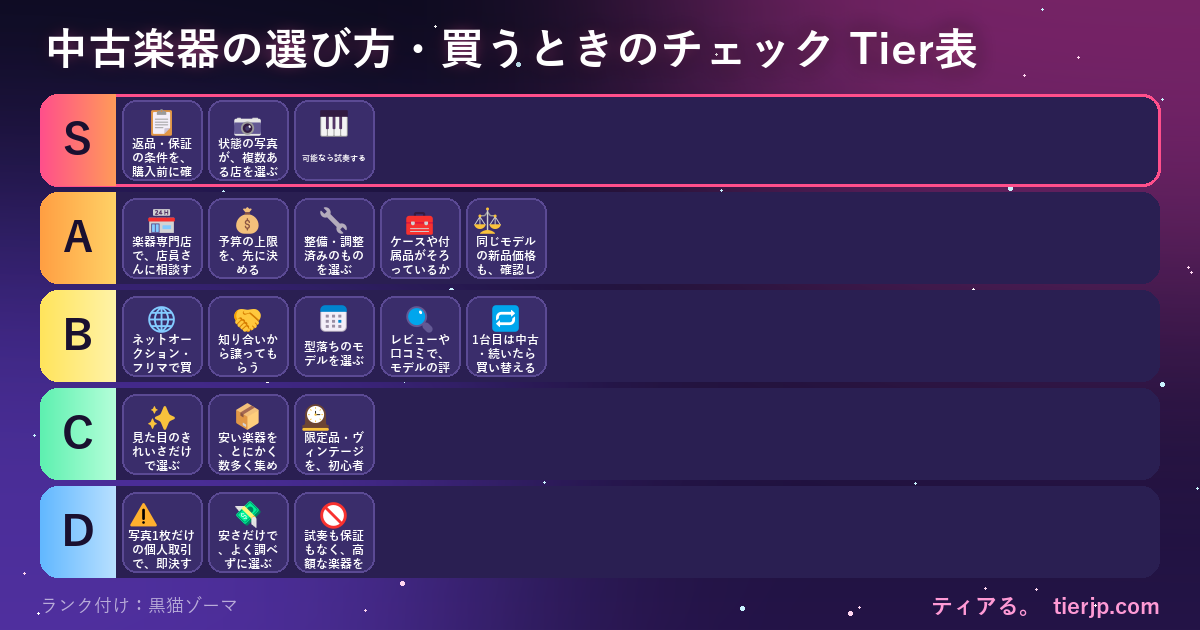 中古楽器の選び方・買うときのチェック Tier表
S
返品・保証
の条件を、
購入前に確
状態の写真
が、複数あ
る店を選ぶ
可能なら試奏する
A
24H
楽器専門店
で、店員さ
んに相談す
予算の上限
を、先に決
める
整備・調整
済みのもの
を選ぶ
ケースや付
属品がそろ
っているか
同じモデル
の新品価格
も、確認し
B
ネットオー
クション・
フリマで買
知り合いか
ら譲っても
らう
型落ちのモ
デルを選ぶ
レビューや
口コミで、
モデルの評
1台目は中古
・続いたら
買い替える
C
見た目のき
れいさだけ
で選ぶ
安い楽器を
、とにかく
数多く集め
限定品・ヴ
ィンテージ
を、初心者
D
写真1枚だけ
の個人取引
で、即決す
安さだけで
、よく調べ
ずに選ぶ
試奏も保証
もなく、高
額な楽器を
ランク付け：黒猫ゾーマ
ティアる。 tierjp.com